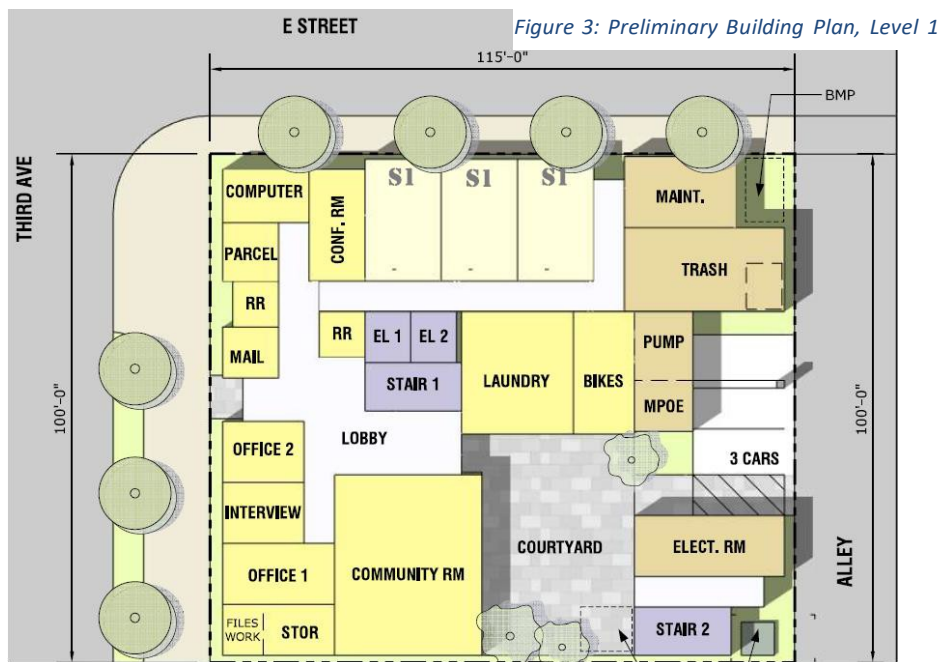 E STREET
Figure 3: Preliminary Building Plan, Level 1
115'-0"
BMP
THIRD AVE
100'-0"
COMPUTER
CONF. RM
S1
S1
S1
MAINT.
PARCEL
TRASH
RR
MAIL
RR
EL 1
EL 2
STAIR 1
LAUNDRY
BIKES
PUMP
MPOE
100'-0"
OFFICE 2
LOBBY
3 CARS
INTERVIEW
COURTYARD
ELECT. RM
OFFICE 1
COMMUNITY RM
ALLEY
FILES
WORK
STOR
STAIR 2